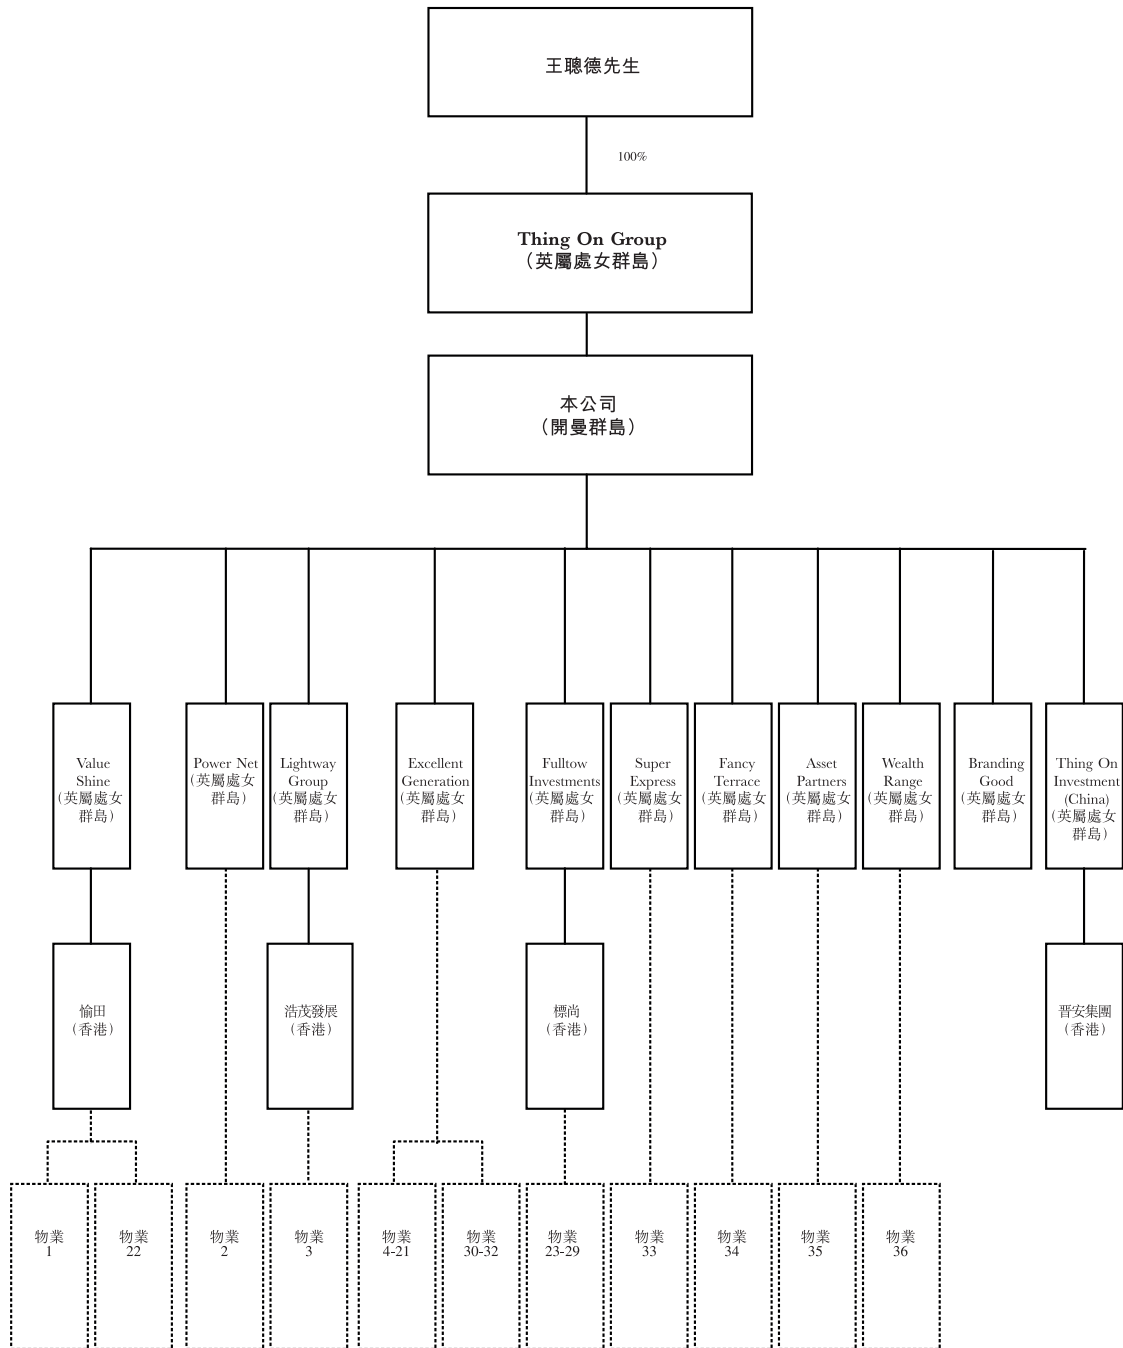 王聰德先生
100%
Thing On Group
（英屬處女群島）
本公司
（開曼群島）
Value
Shine
（英屬處女
群島）
Power Net
（英屬處女
群島）
Lightway
Group
（英屬處女
群島）
Excellent
Generation
（英屬處女
群島）
Fulltow
Investments
（英屬處女
群島）
Super
Express
（英屬處女
群島）
Fancy
Terrace
（英屬處女
群島）
Asset
Partners
（英屬處女
群島）
Wealth
Range
（英屬處女
群島）
Branding
Good
（英屬處女
群島）
Thing On
Investment
(China)
（英屬處女
群島）
愉田
（香港）
浩茂發展
（香港）
標尚
（香港）
晋安集團
（香港）
物業
1
物業
22
物業
2
物業
3
物業
4-21
物業
30-32
物業
23-29
物業
33
物業
34
物業
35
物業
36